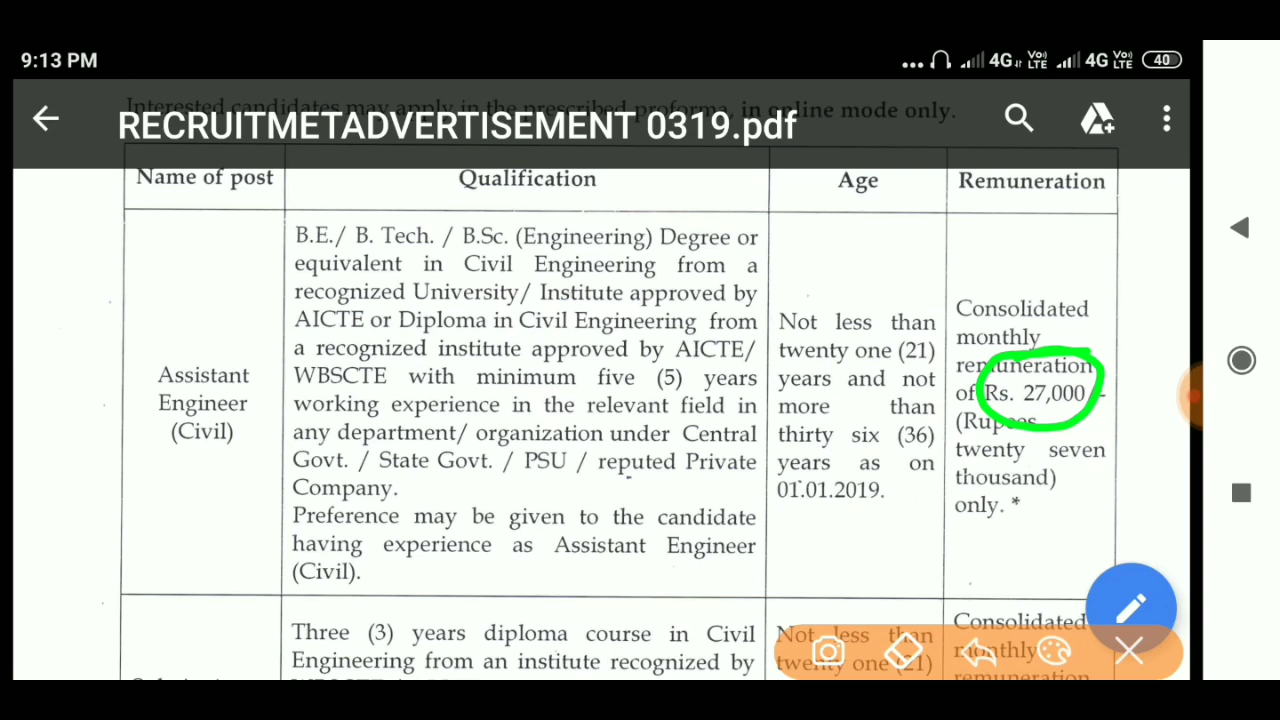 9:13 PM
... 4G Vo) LTE 4G Vo) LTE 40
Interested candidates may apply in the prescribed proforma, in online mode only.
RECRUITMETADVERTISEMENT 0319.pdf
Name of post
Qualification
Age
Remuneration
Assistant
Engineer
(Civil)
B.E./ B. Tech. / B.Sc. (Engineering) Degree or
equivalent in Civil Engineering from a
recognized University/ Institute approved by
AICTE or Diploma in Civil Engineering from
a recognized institute approved by AICTE/
WBSCTE with minimum five (5) years
working experience in the relevant field in
any department/ organization under Central
Govt. / State Govt. / PSU / reputed Private
Company.
Preference may be given to the candidate
having experience as Assistant Engineer
(Civil).
Not less than
twenty one (21)
years and not
more than
thirty six (36)
years as on
01.01.2019.
Consolidated
monthly
remuneration
of Rs. 27,000/-
(Rupees
twenty seven
thousand)
only. *
Three (3) years diploma course in Civil
Engineering from an institute recognized by
Not less than
twenty one (21)
Consolidated
monthly
remuneration